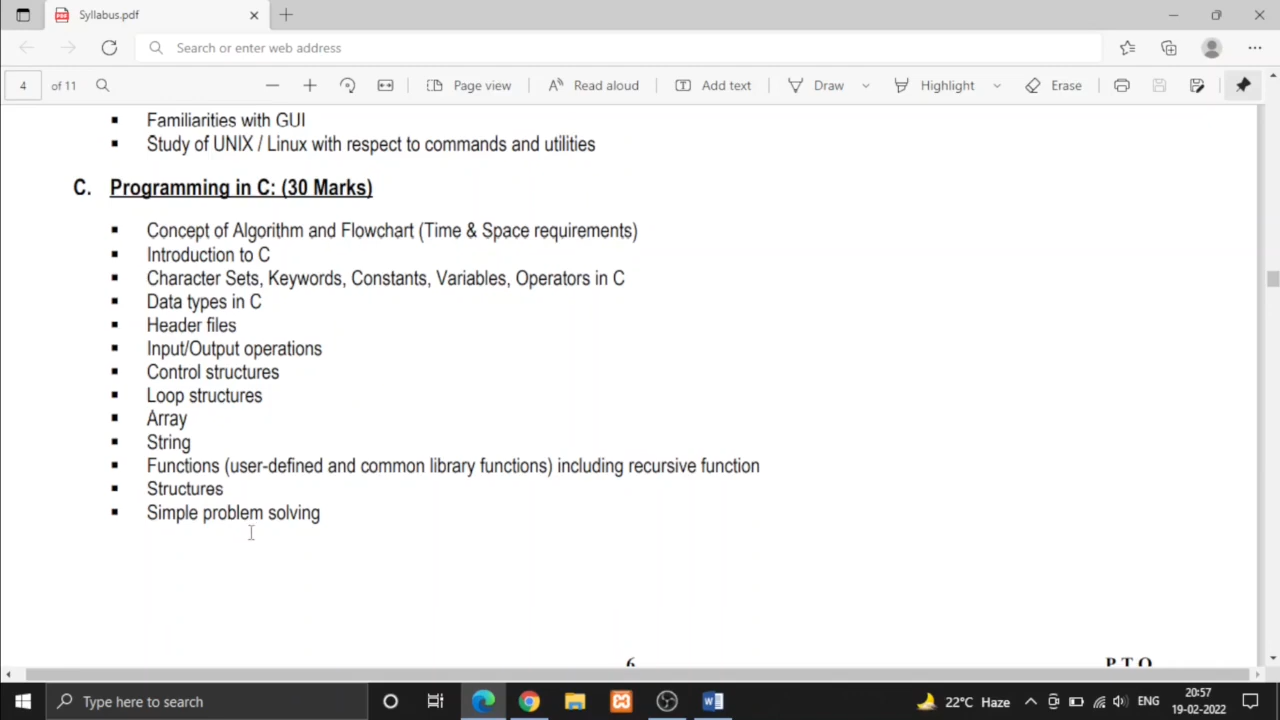 Syllabus.pdf
Search or enter web address
4 of 11 Page view Read aloud Add text Draw Highlight Erase
Familiarities with GUI
Study of UNIX / Linux with respect to commands and utilities
C. Programming in C: (30 Marks)
Concept of Algorithm and Flowchart (Time & Space requirements)
Introduction to C
Character Sets, Keywords, Constants, Variables, Operators in C
Data types in C
Header files
Input/Output operations
Control structures
Loop structures
Array
String
Functions (user-defined and common library functions) including recursive function
Structures
Simple problem solving
6 P T O
Type here to search 22°C Haze ENG 20:57
19-02-2022